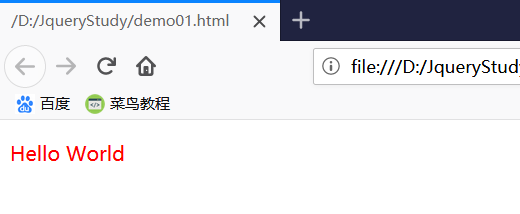 /D:/JqueryStudy/demo01.html
file:///D:/JqueryStudy
百度 菜鸟教程
Hello World